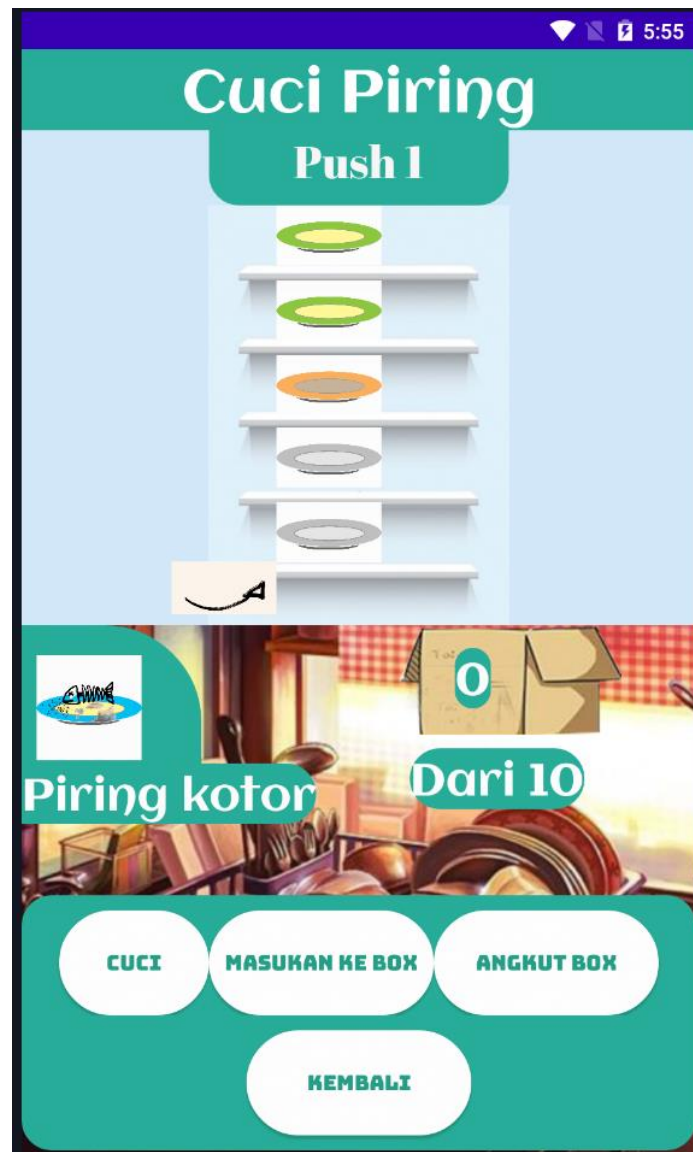 5:55
Cuci Piring
Push 1
0
Dari 10
Piring kotor
CUCI
MASUKAN KE BOX
ANGKUT BOX
KEMBALI